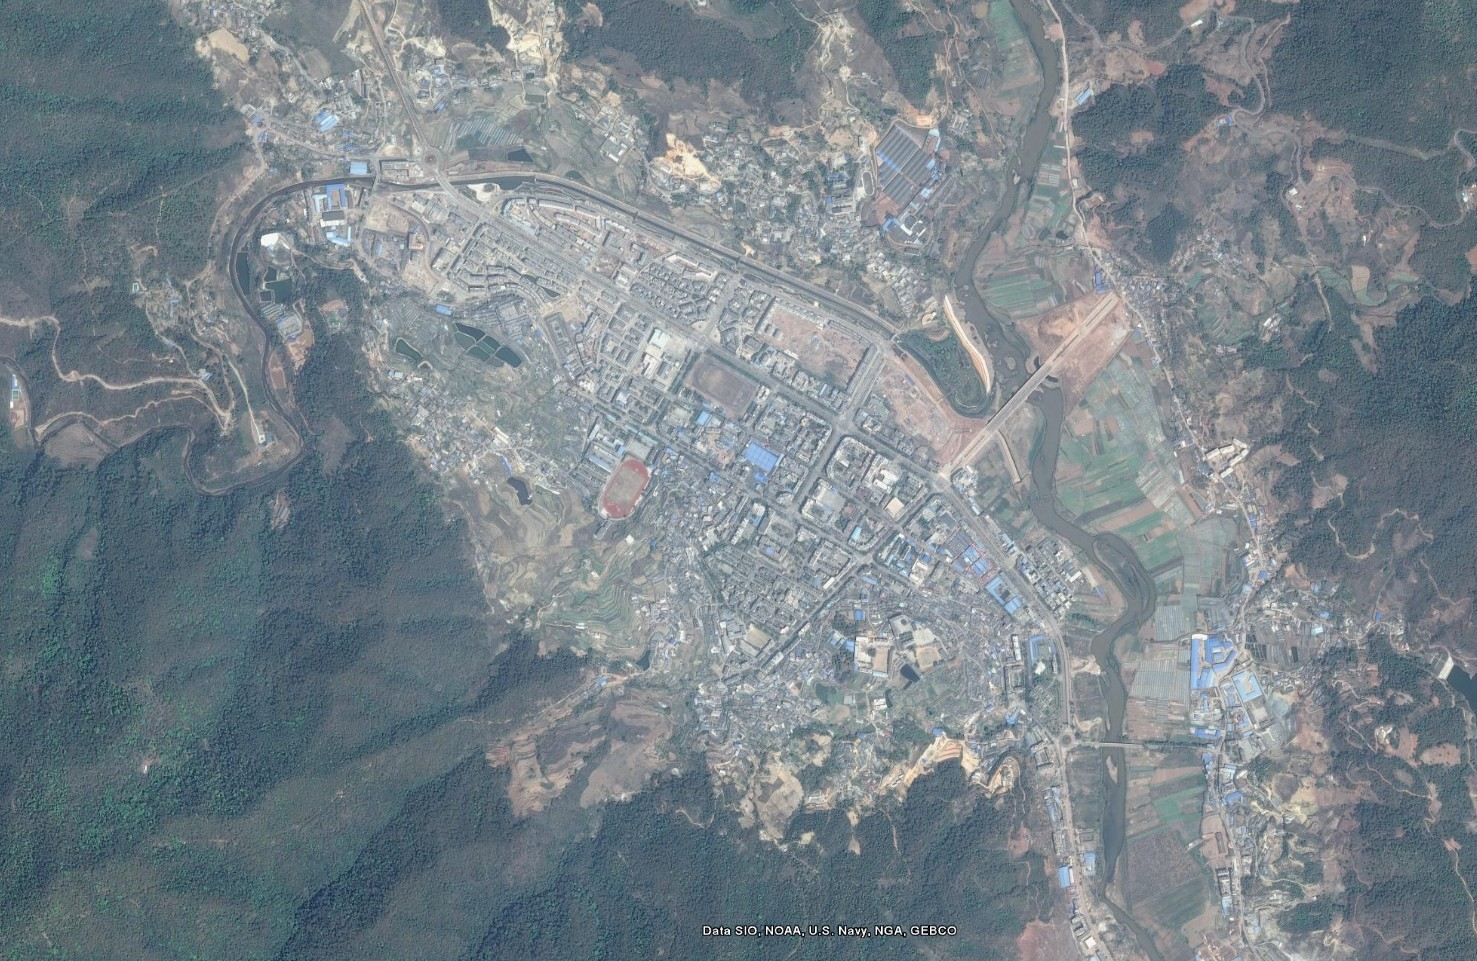 Data SIO, NOAA, U.S. Navy, NGA, GEBCO